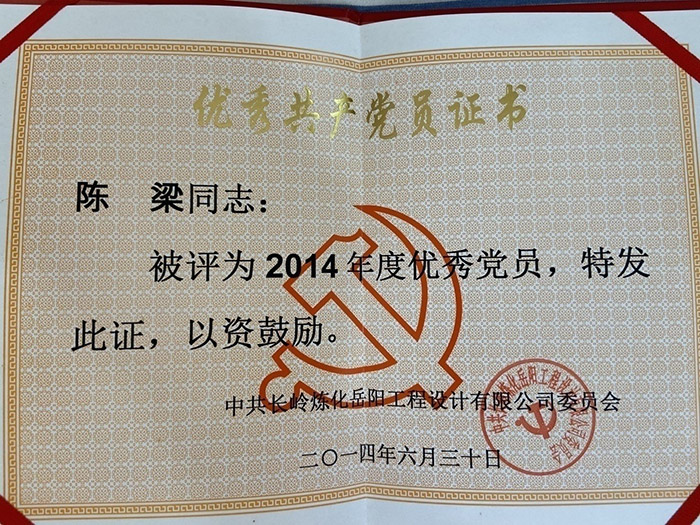 优秀共产党员证书
陈 梁同志：
被评为2014年度优秀党员，特发
此证，以资鼓励。
中共长岭炼化岳阳工程设计有限公司委员会
二〇一四年六月三十日